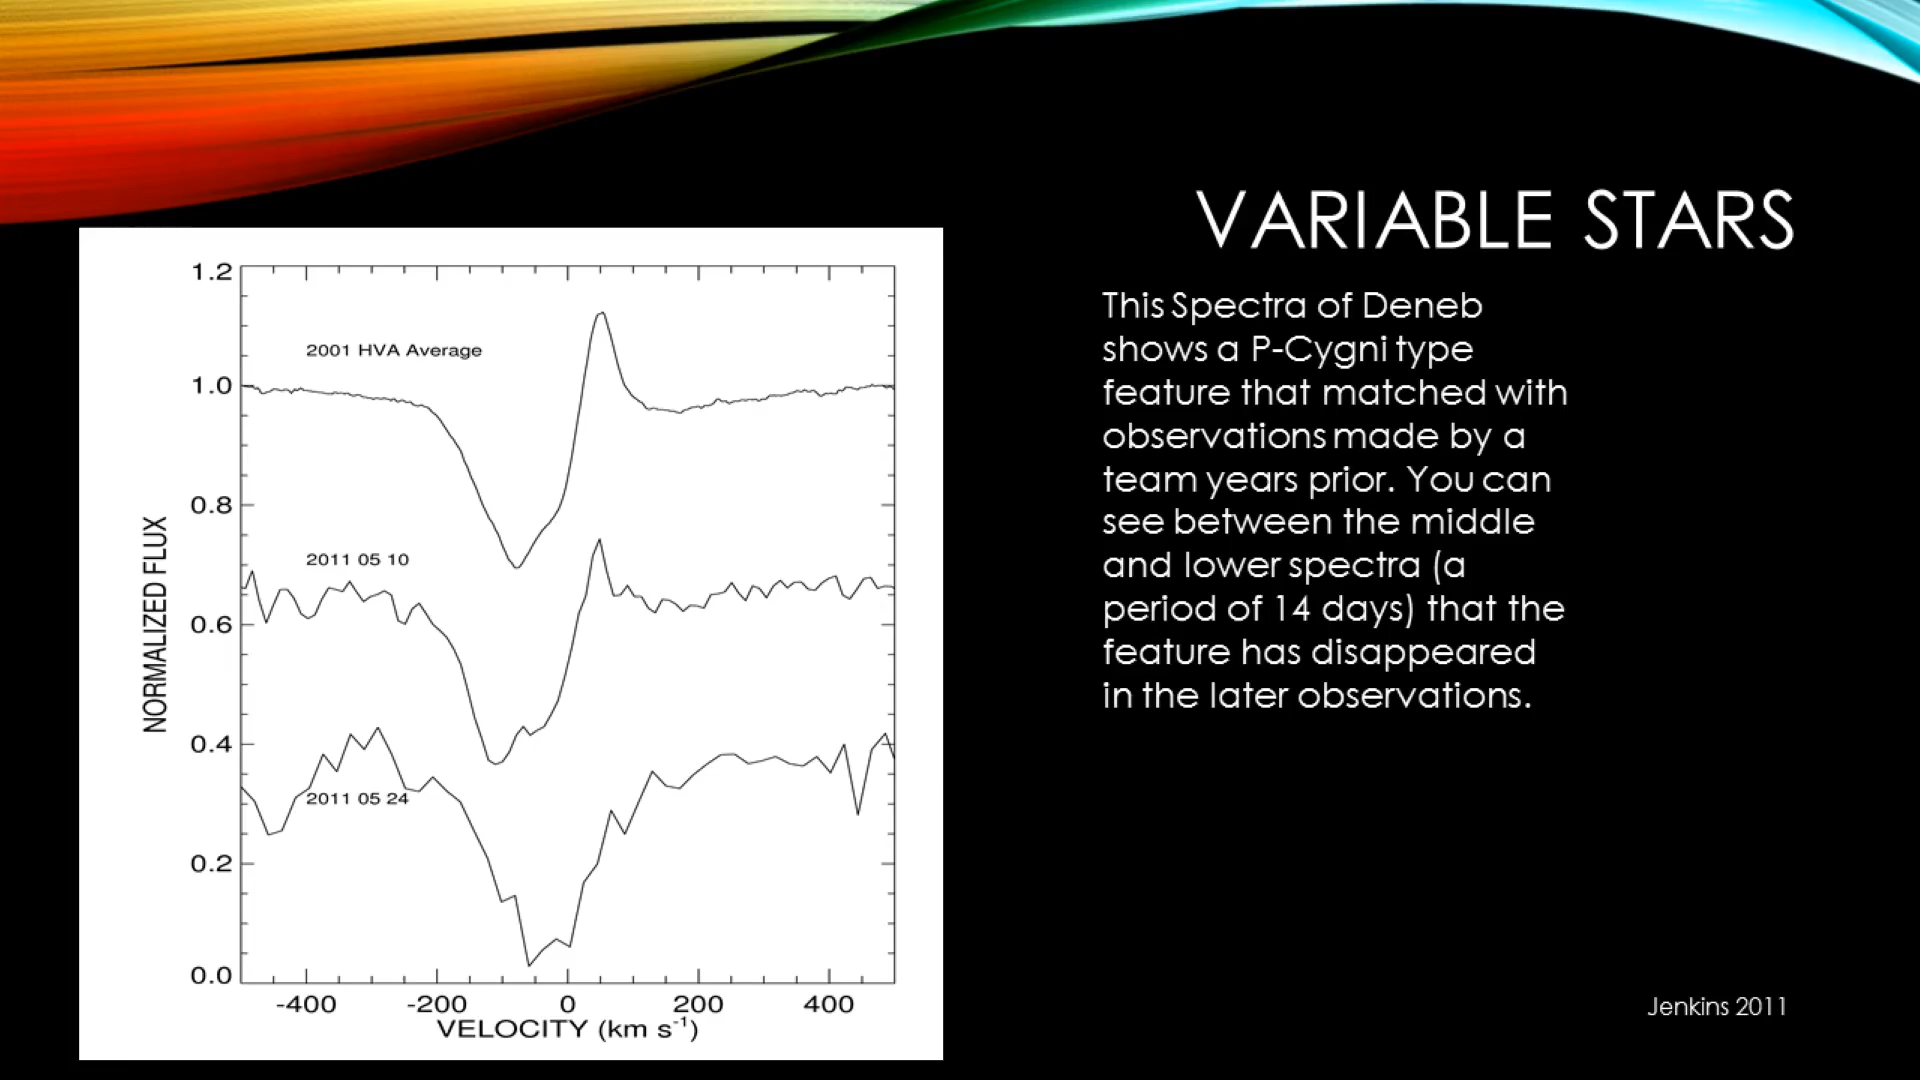 VARIABLE STARS
This Spectra of Deneb
shows a P-Cygni type
feature that matched with
observations made by a
team years prior. You can
see between the middle
and lower spectra (a
period of 14 days) that the
feature has disappeared
in the later observations.
1.2
1.0
0.8
0.6
0.4
0.2
0.0
NORMALIZED FLUX
2001 HVA Average
2011 05 10
2011 05 24
-400 -200 0 200 400
VELOCITY (km s⁻¹)
Jenkins 2011